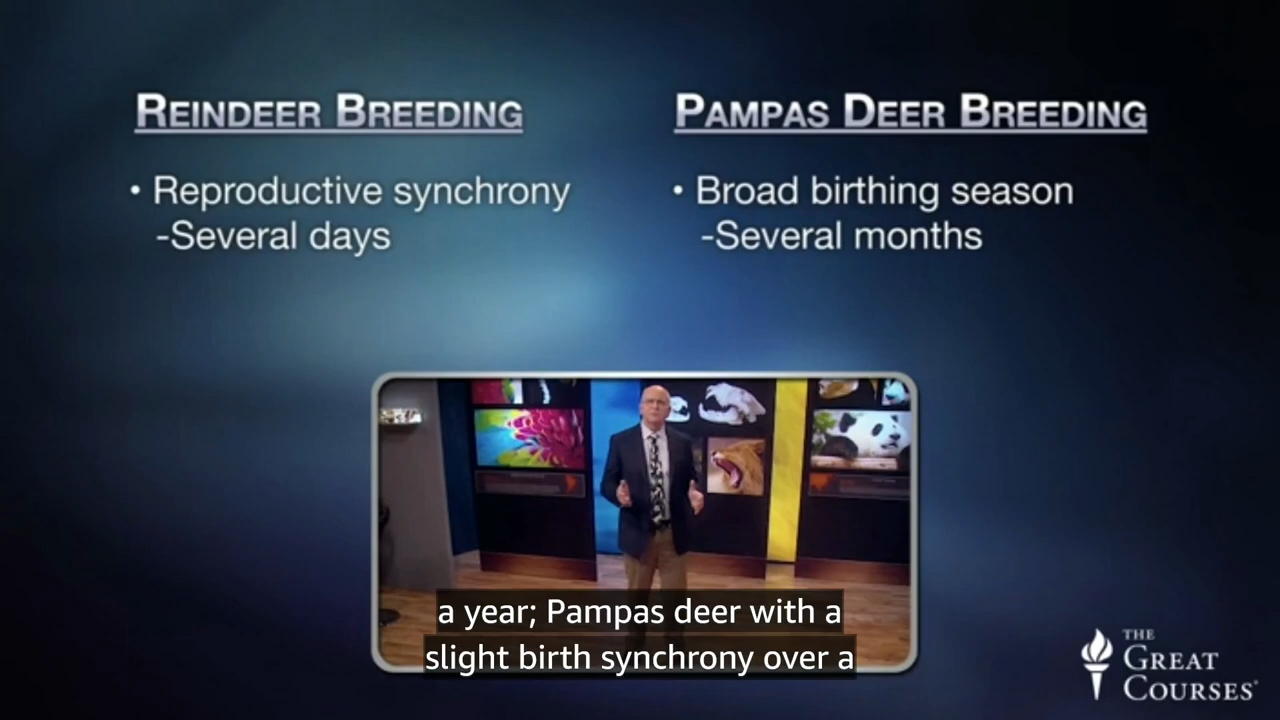 REINDEER BREEDING
• Reproductive synchrony
-Several days
PAMPAS DEER BREEDING
• Broad birthing season
-Several months
a year; Pampas deer with a
slight birth synchrony over a
THE
GREAT
COURSES